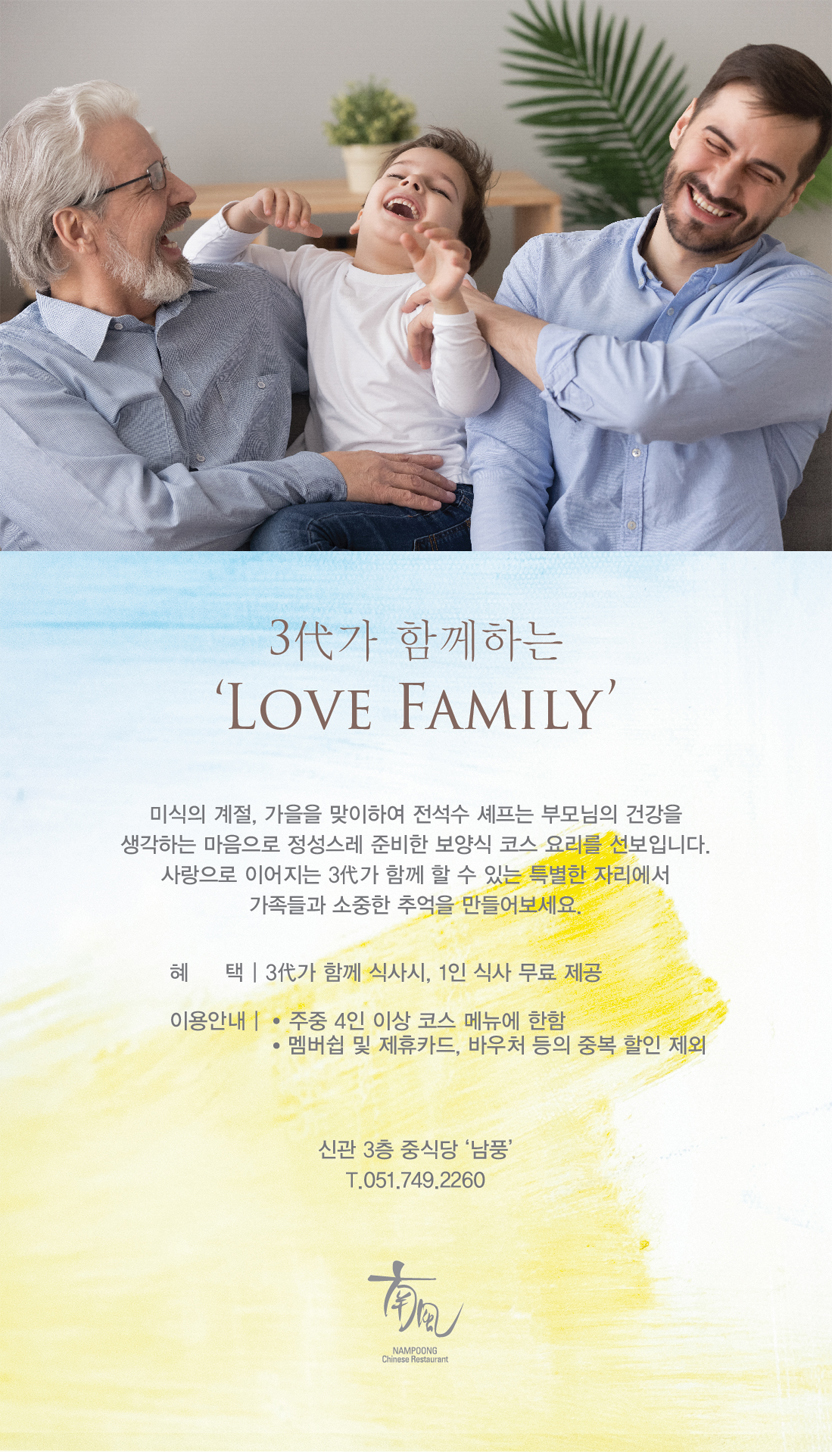 3代가 함께하는
‘LOVE FAMILY’
미식의 계절, 가을을 맞이하여 전석수 셰프는 부모님의 건강을
생각하는 마음으로 정성스레 준비한 보양식 코스 요리를 선보입니다.
사랑으로 이어지는 3代가 함께 할 수 있는 특별한 자리에서
가족들과 소중한 추억을 만들어보세요.
혜 택 | 3代가 함께 식사시, 1인 식사 무료 제공
이용안내 | • 주중 4인 이상 코스 메뉴에 한함
• 멤버쉽 및 제휴카드, 바우처 등의 중복 할인 제외
신관 3층 중식당 ‘남풍’
T.051.749.2260
南風
NAMPOONG
Chinese Restaurant